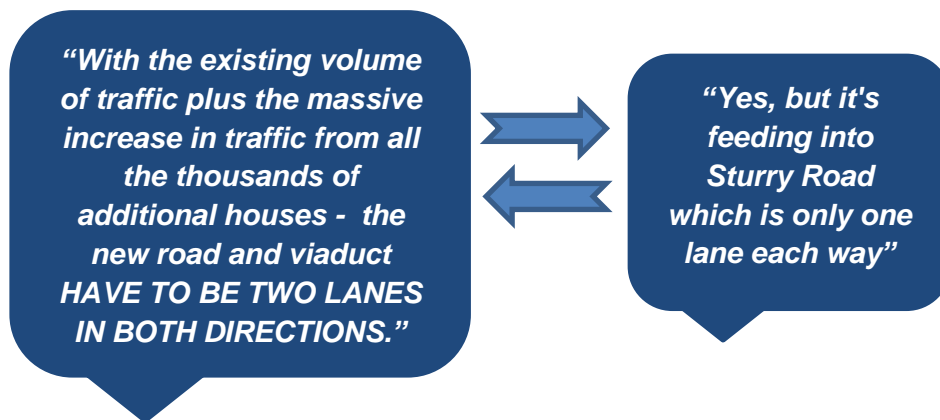 “With the existing volume
of traffic plus the massive
increase in traffic from all
the thousands of
additional houses -  the
new road and viaduct
HAVE TO BE TWO LANES
IN BOTH DIRECTIONS.”
“Yes, but it's
feeding into
Sturry Road
which is only one
lane each way”